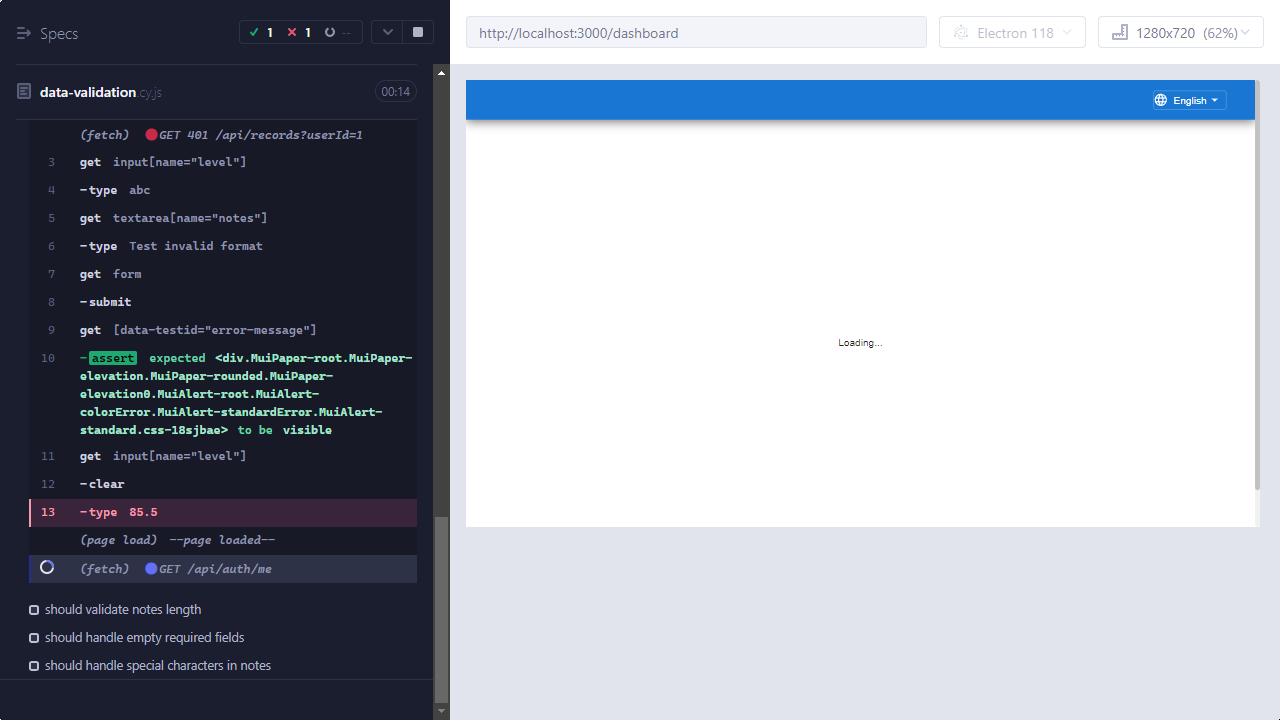 Specs
1
1
--
data-validation.cy.js
00:14
(fetch) GET 401 /api/records?userId=1
3 get input[name="level"]
4 -type abc
5 get textarea[name="notes"]
6 -type Test invalid format
7 get form
8 -submit
9 get [data-testid="error-message"]
10 -assert expected <div.MuiPaper-root.MuiPaper-
elevation.MuiPaper-rounded.MuiPaper-
elevation0.MuiAlert-root.MuiAlert-
colorError.MuiAlert-standardError.MuiAlert-
standard.css-18sjbae> to be visible
11 get input[name="level"]
12 -clear
13 -type 85.5
(page load) --page loaded--
(fetch) GET /api/auth/me
should validate notes length
should handle empty required fields
should handle special characters in notes
http://localhost:3000/dashboard
Electron 118
1280x720 (62%)
English
Loading...